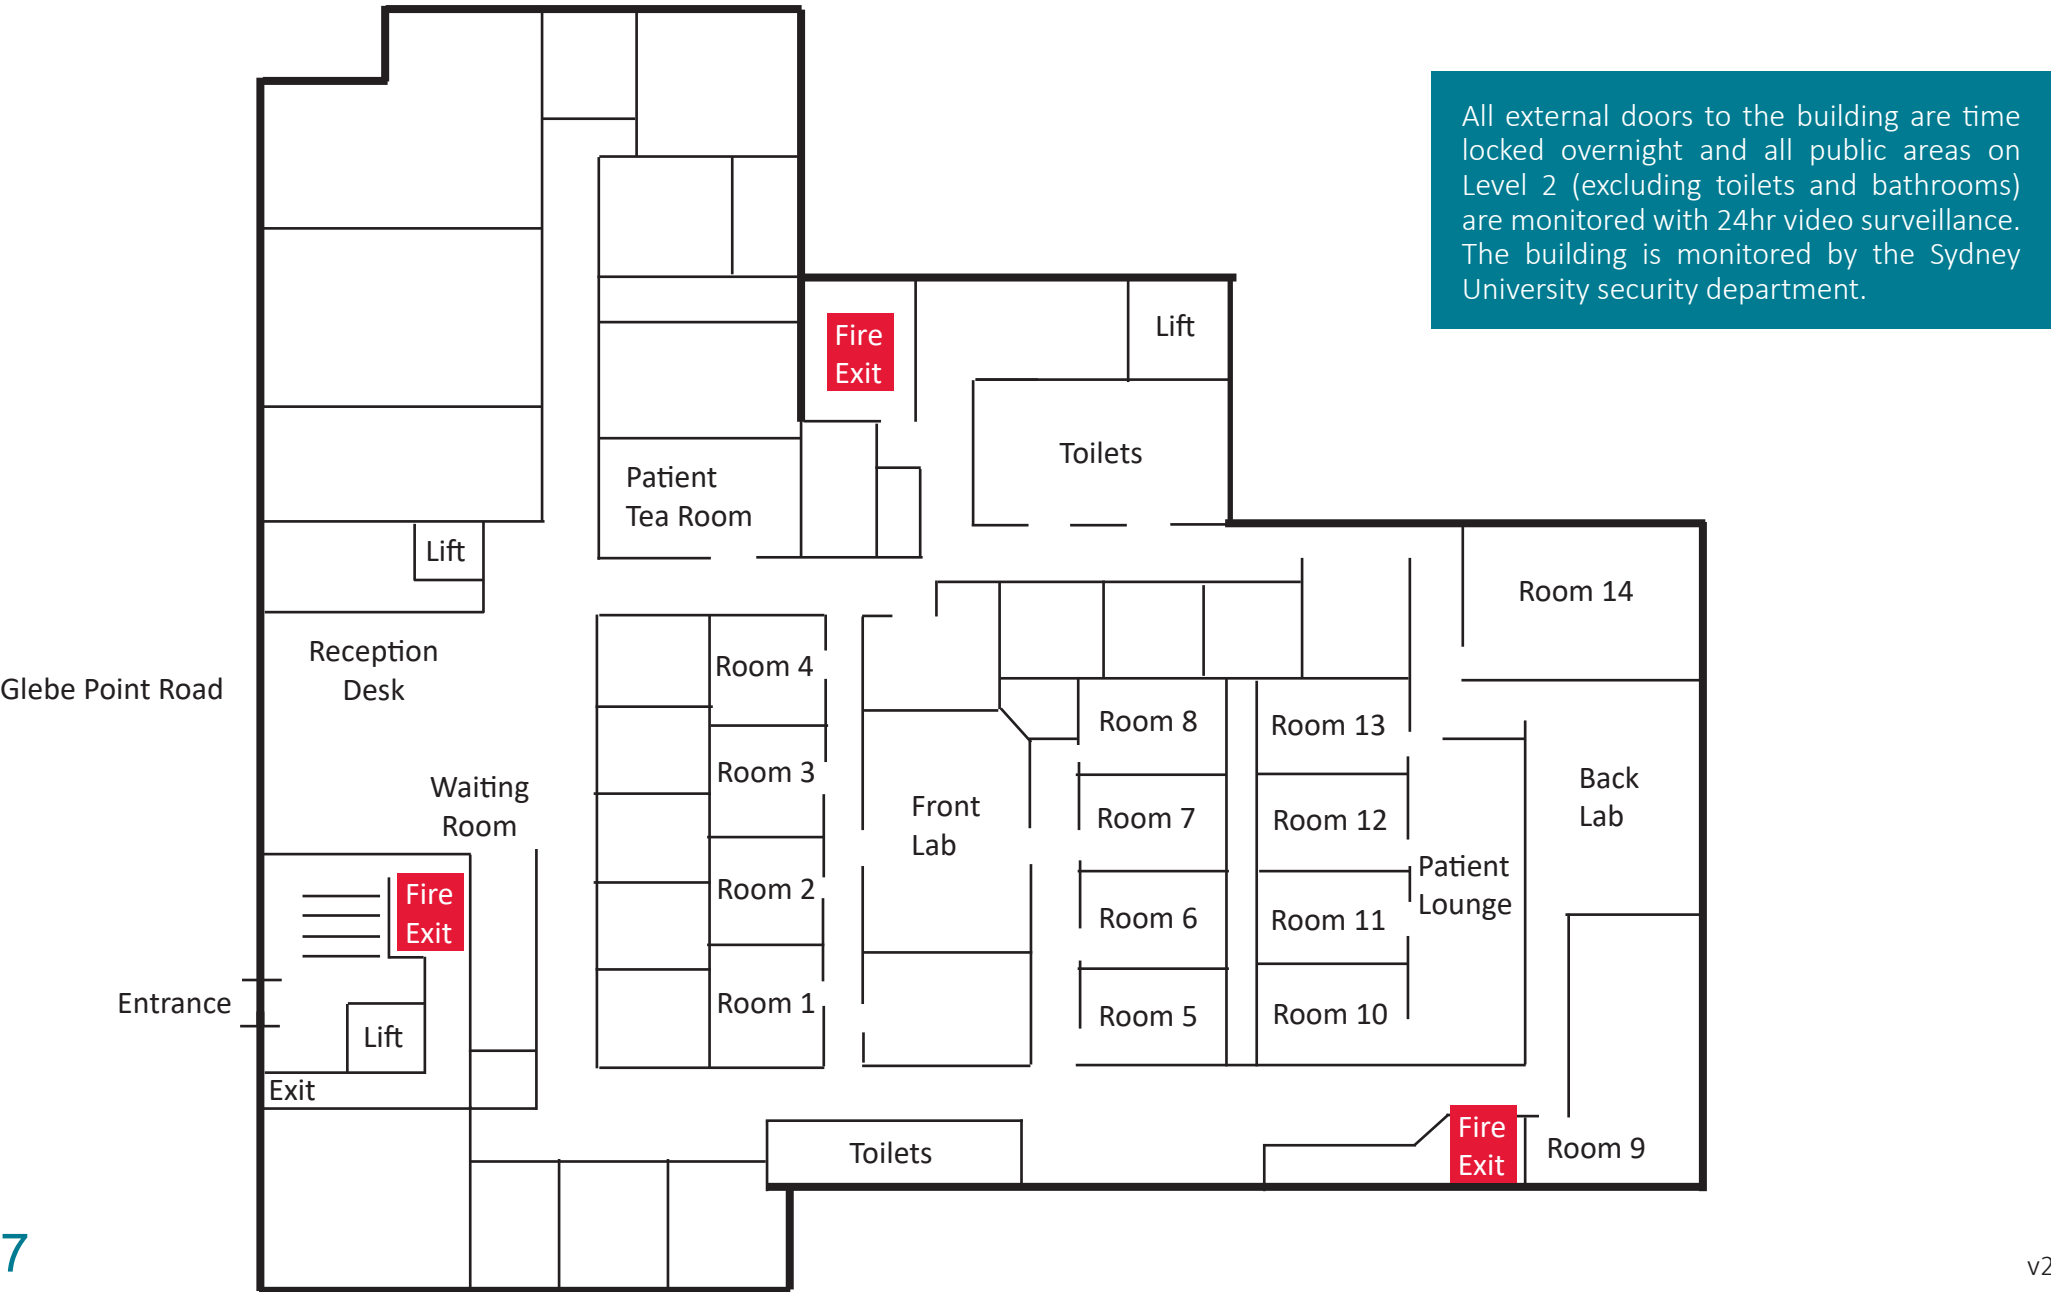 All external doors to the building are time
locked overnight and all public areas on
Level 2 (excluding toilets and bathrooms)
are monitored with 24hr video surveillance.
The building is monitored by the Sydney
University security department.
Fire
Exit
Lift
Toilets
Patient
Tea Room
Lift
Room 14
Reception
Desk
Glebe Point Road
Room 4
Room 8
Room 13
Waiting
Room
Room 3
Front
Lab
Room 7
Room 12
Back
Lab
Fire
Exit
Room 2
Room 6
Room 11
Patient
Lounge
Entrance
Lift
Room 1
Room 5
Room 10
Exit
Toilets
Fire
Exit
Room 9
7
v2